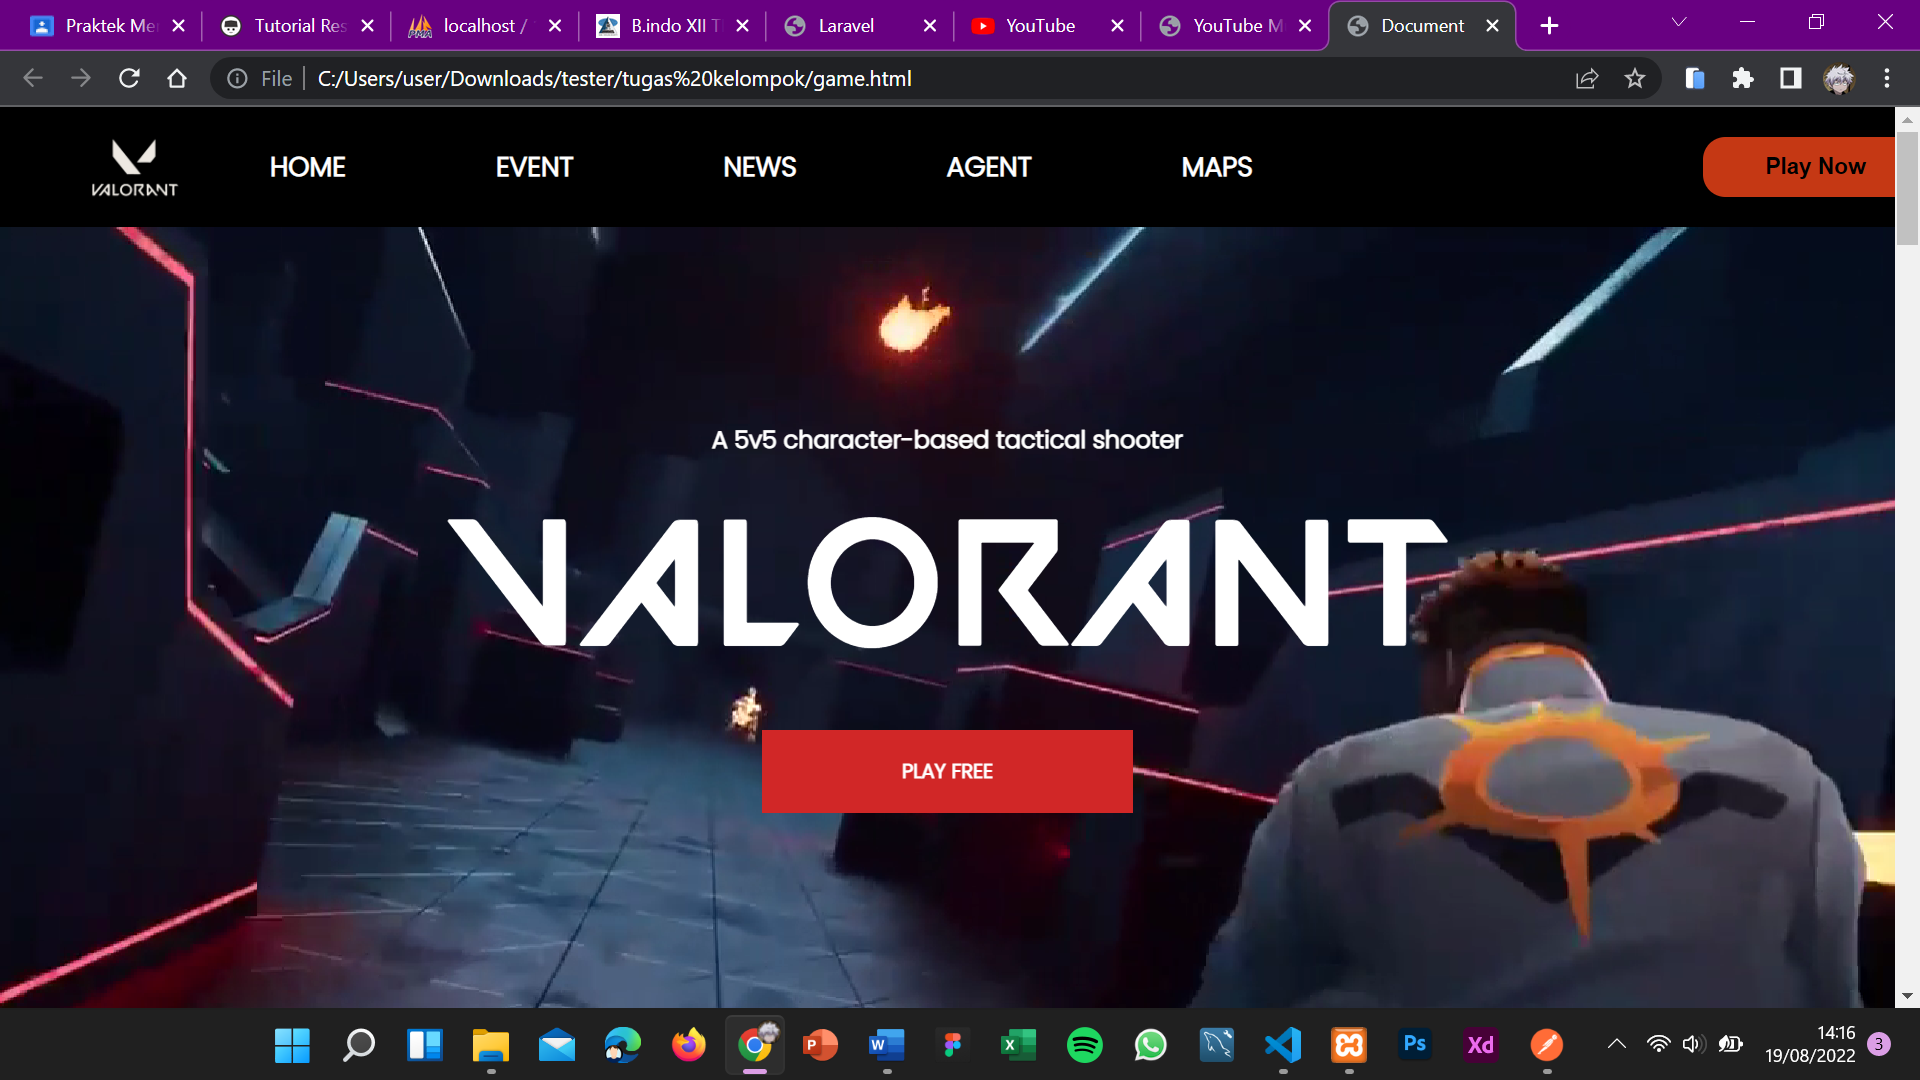 Praktek Me
Tutorial Res
localhost /
B.indo XII T
Laravel
YouTube
YouTube M
Document
File
C:/Users/user/Downloads/tester/tugas%20kelompok/game.html
VALORANT
HOME
EVENT
NEWS
AGENT
MAPS
Play Now
A 5v5 character-based tactical shooter
VALORANT
PLAY FREE
14:16
19/08/2022
3